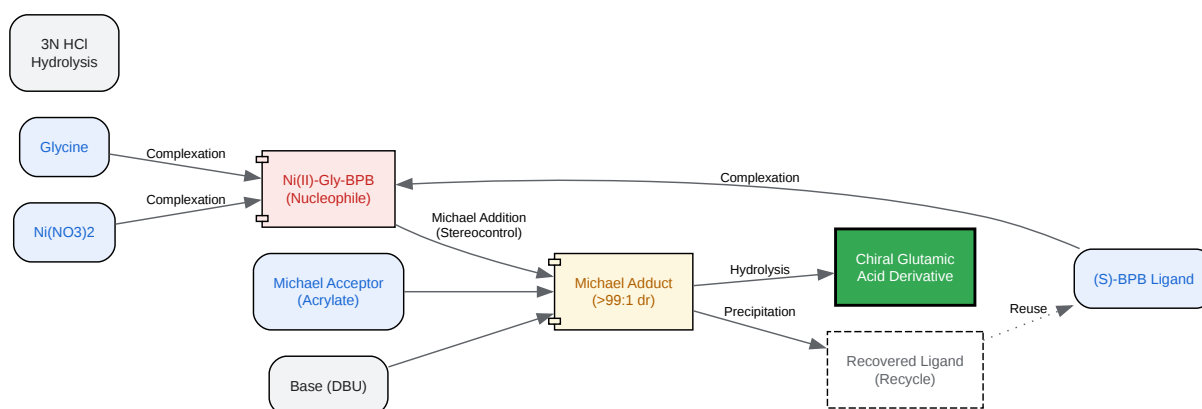 3N HCl
Hydrolysis
Glycine
Complexation
Ni(NO3)2
Complexation
Ni(II)-Gly-BPB
(Nucleophile)
Complexation
Michael Addition
(Stereocontrol)
Michael Acceptor
(Acrylate)
Base (DBU)
Michael Adduct
(>99:1 dr)
Hydrolysis
Precipitation
Chiral Glutamic
Acid Derivative
Recovered Ligand
(Recycle)
Reuse
(S)-BPB Ligand